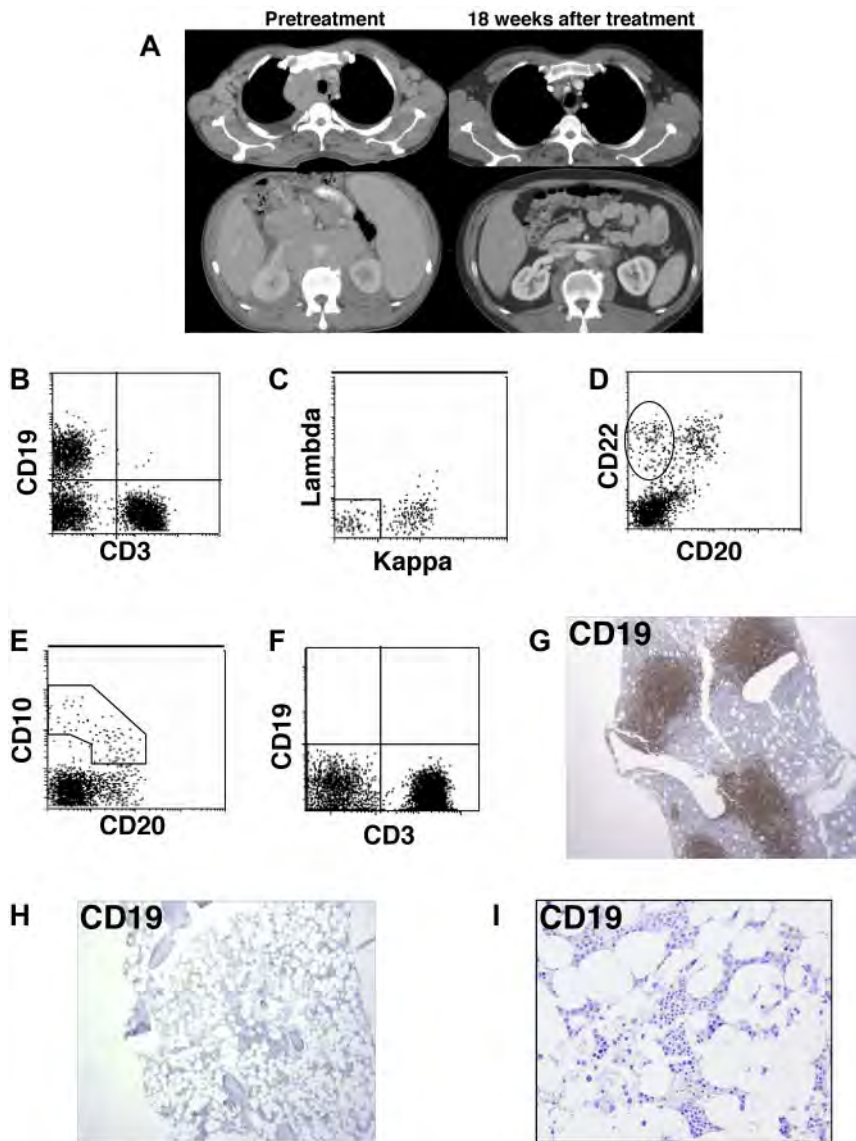 Pretreatment 18 weeks after treatment
A
B
CD19
CD3
C
Lambda
Kappa
D
CD22
CD20
E
CD10
CD20
F
CD19
CD3
G
CD19
H
CD19
I
CD19